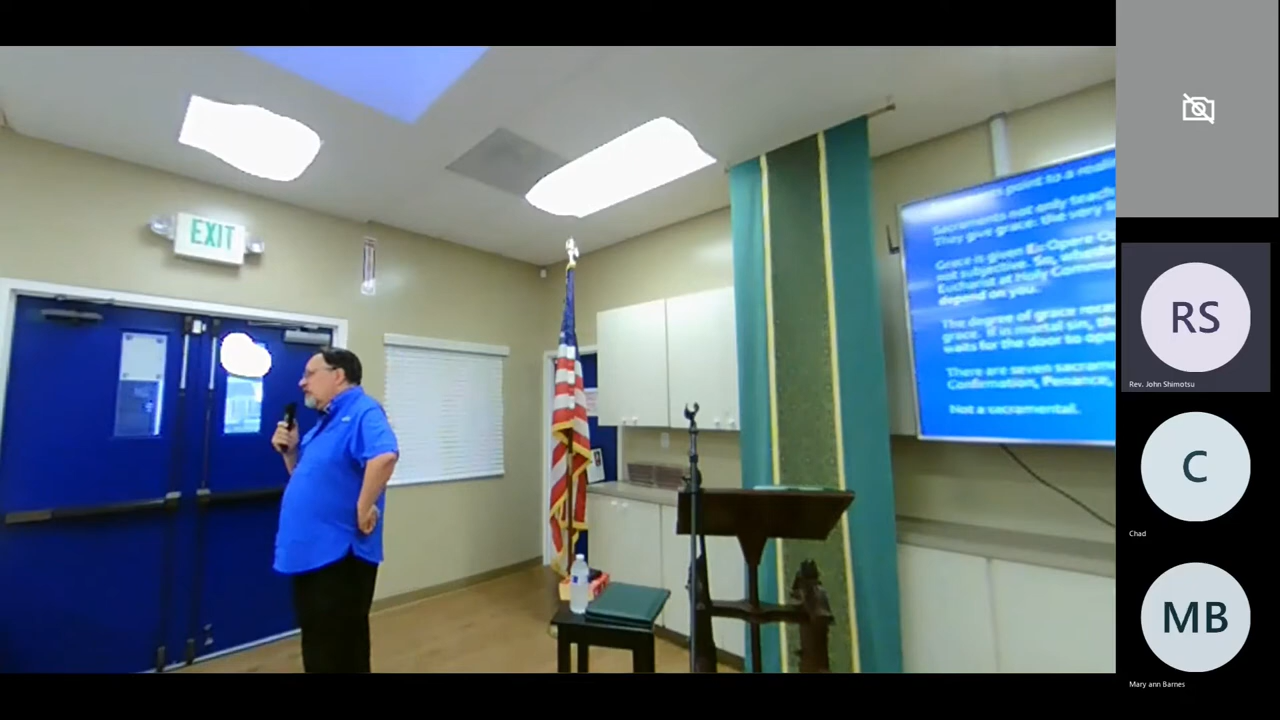 EXIT
Sacraments not only teach
They give grace: the very li
Grace is given Ex Opere O
not subjective. So, whethe
Eucharist at Holy Commu
depend on you.
The degree of grace rece
grace. If in mortal sin, th
waits for the door to ope
There are seven sacram
Confirmation, Penance,
Not a sacramental.
RS
Rev. John Shimotsu
C
Chad
MB
Mary ann Barnes